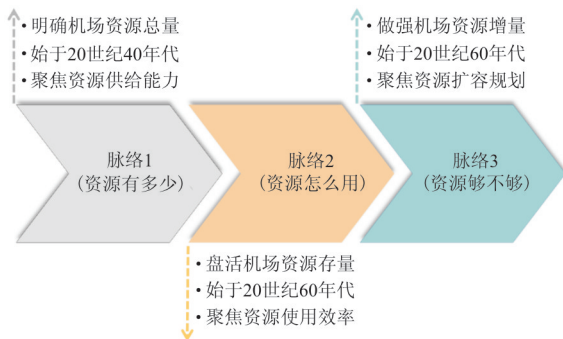 • 明确机场资源总量
• 始于20世纪40年代
• 聚焦资源供给能力
• 做强机场资源增量
• 始于20世纪60年代
• 聚焦资源扩容规划
脉络1
(资源有多少)
脉络2
(资源怎么用)
脉络3
(资源够不够)
• 盘活机场资源存量
• 始于20世纪60年代
• 聚焦资源使用效率